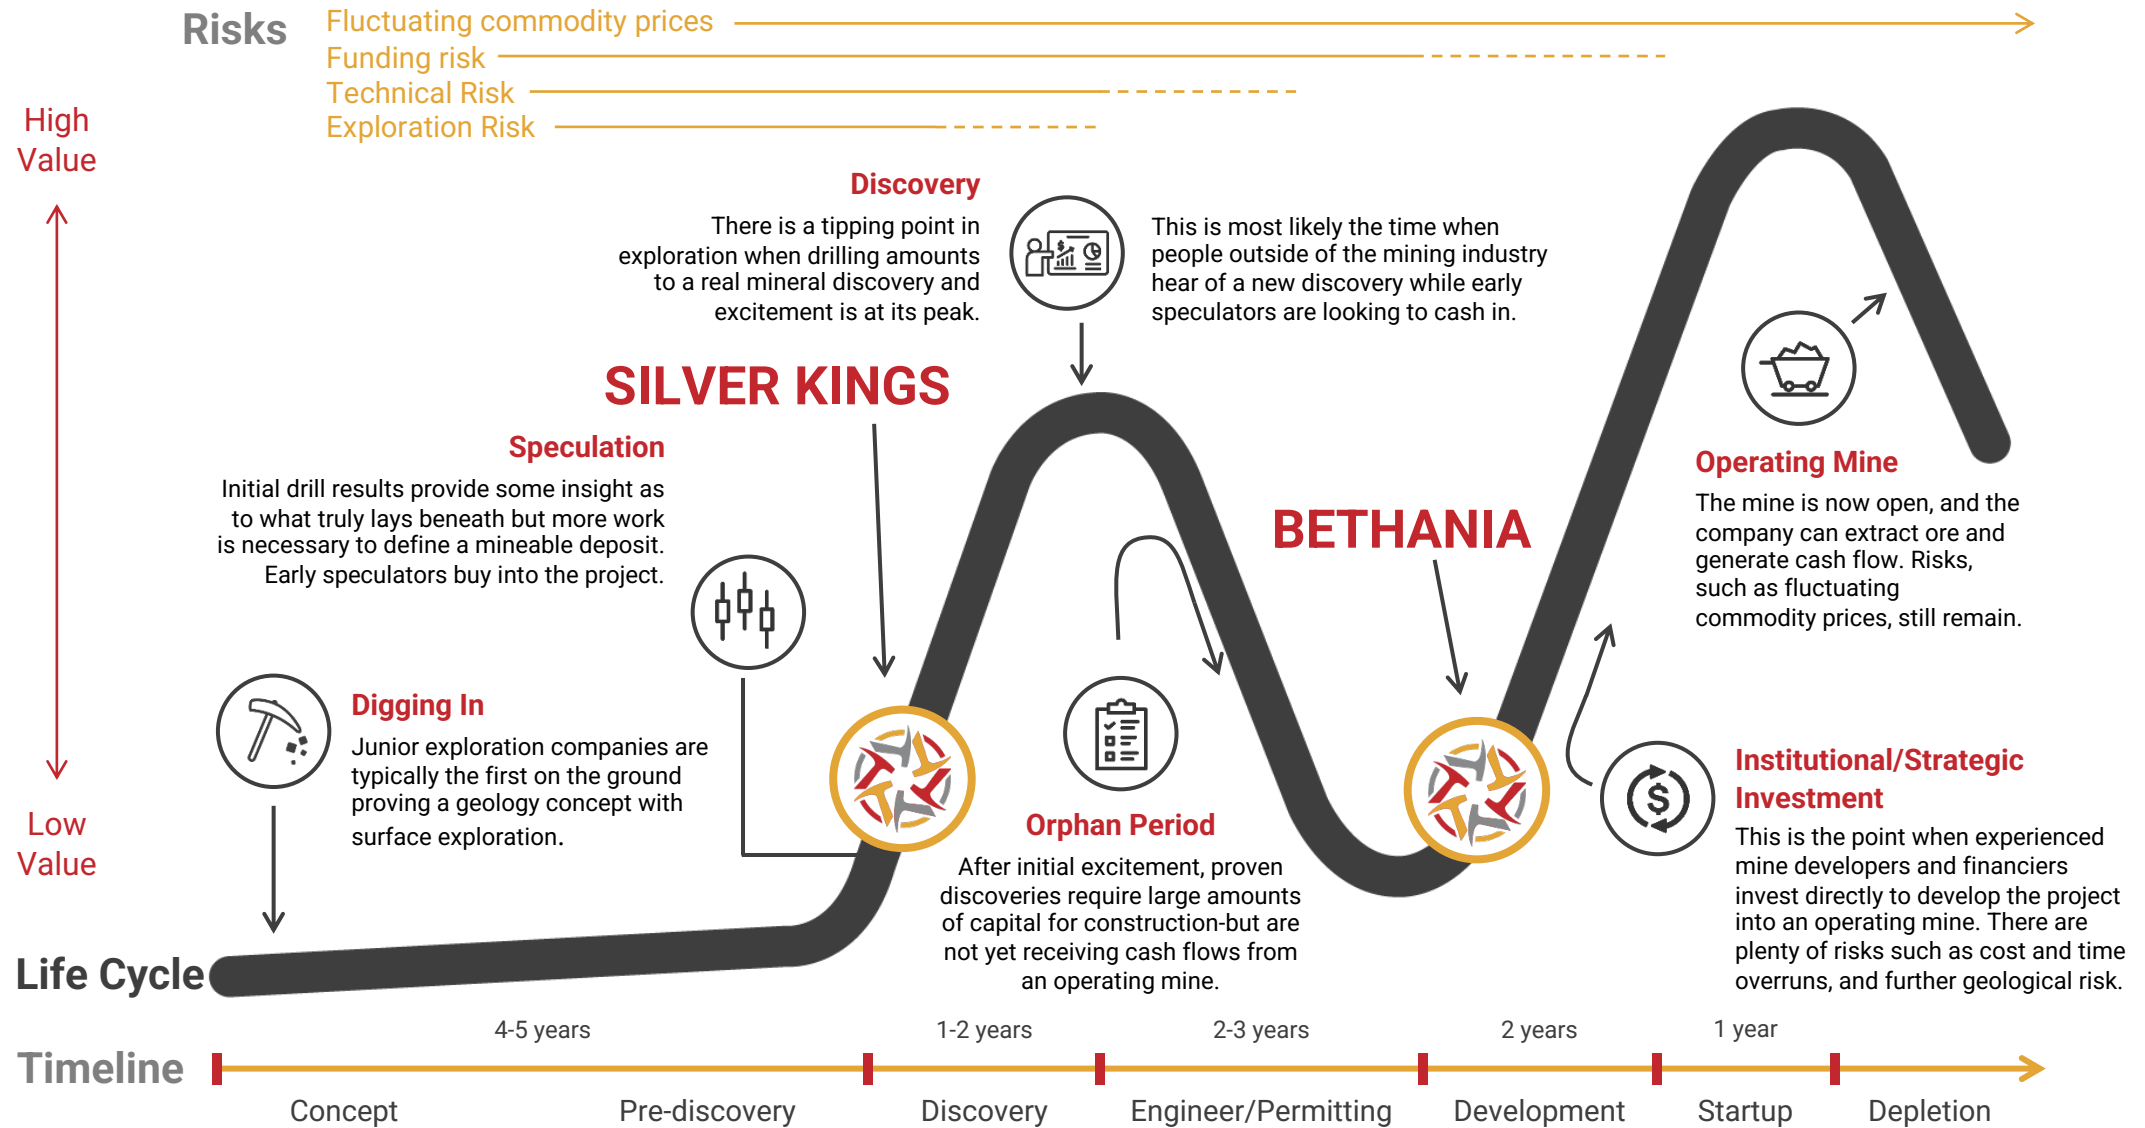 Risks
Fluctuating commodity prices
Funding risk
Technical Risk
Exploration Risk
High
Value
Low
Value
Discovery
There is a tipping point in
exploration when drilling amounts
to a real mineral discovery and
excitement is at its peak.
This is most likely the time when
people outside of the mining industry
hear of a new discovery while early
speculators are looking to cash in.
SILVER KINGS
Speculation
Initial drill results provide some insight as
to what truly lays beneath but more work
is necessary to define a mineable deposit.
Early speculators buy into the project.
Digging In
Junior exploration companies are
typically the first on the ground
proving a geology concept with
surface exploration.
Orphan Period
After initial excitement, proven
discoveries require large amounts
of capital for construction-but are
not yet receiving cash flows from
an operating mine.
BETHANIA
Operating Mine
The mine is now open, and the
company can extract ore and
generate cash flow. Risks,
such as fluctuating
commodity prices, still remain.
$
Institutional/Strategic
Investment
This is the point when experienced
mine developers and financiers
invest directly to develop the project
into an operating mine. There are
plenty of risks such as cost and time
overruns, and further geological risk.
Life Cycle
4-5 years
1-2 years
2-3 years
2 years
1 year
Timeline
Concept
Pre-discovery
Discovery
Engineer/Permitting
Development
Startup
Depletion